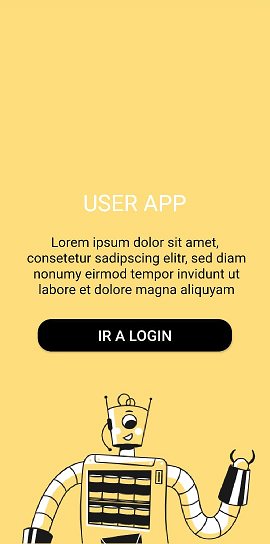 USER APP
Lorem ipsum dolor sit amet,
consetetur sadipscing elitr, sed diam
nonumy eirmod tempor invidunt ut
labore et dolore magna aliquyam
IR A LOGIN